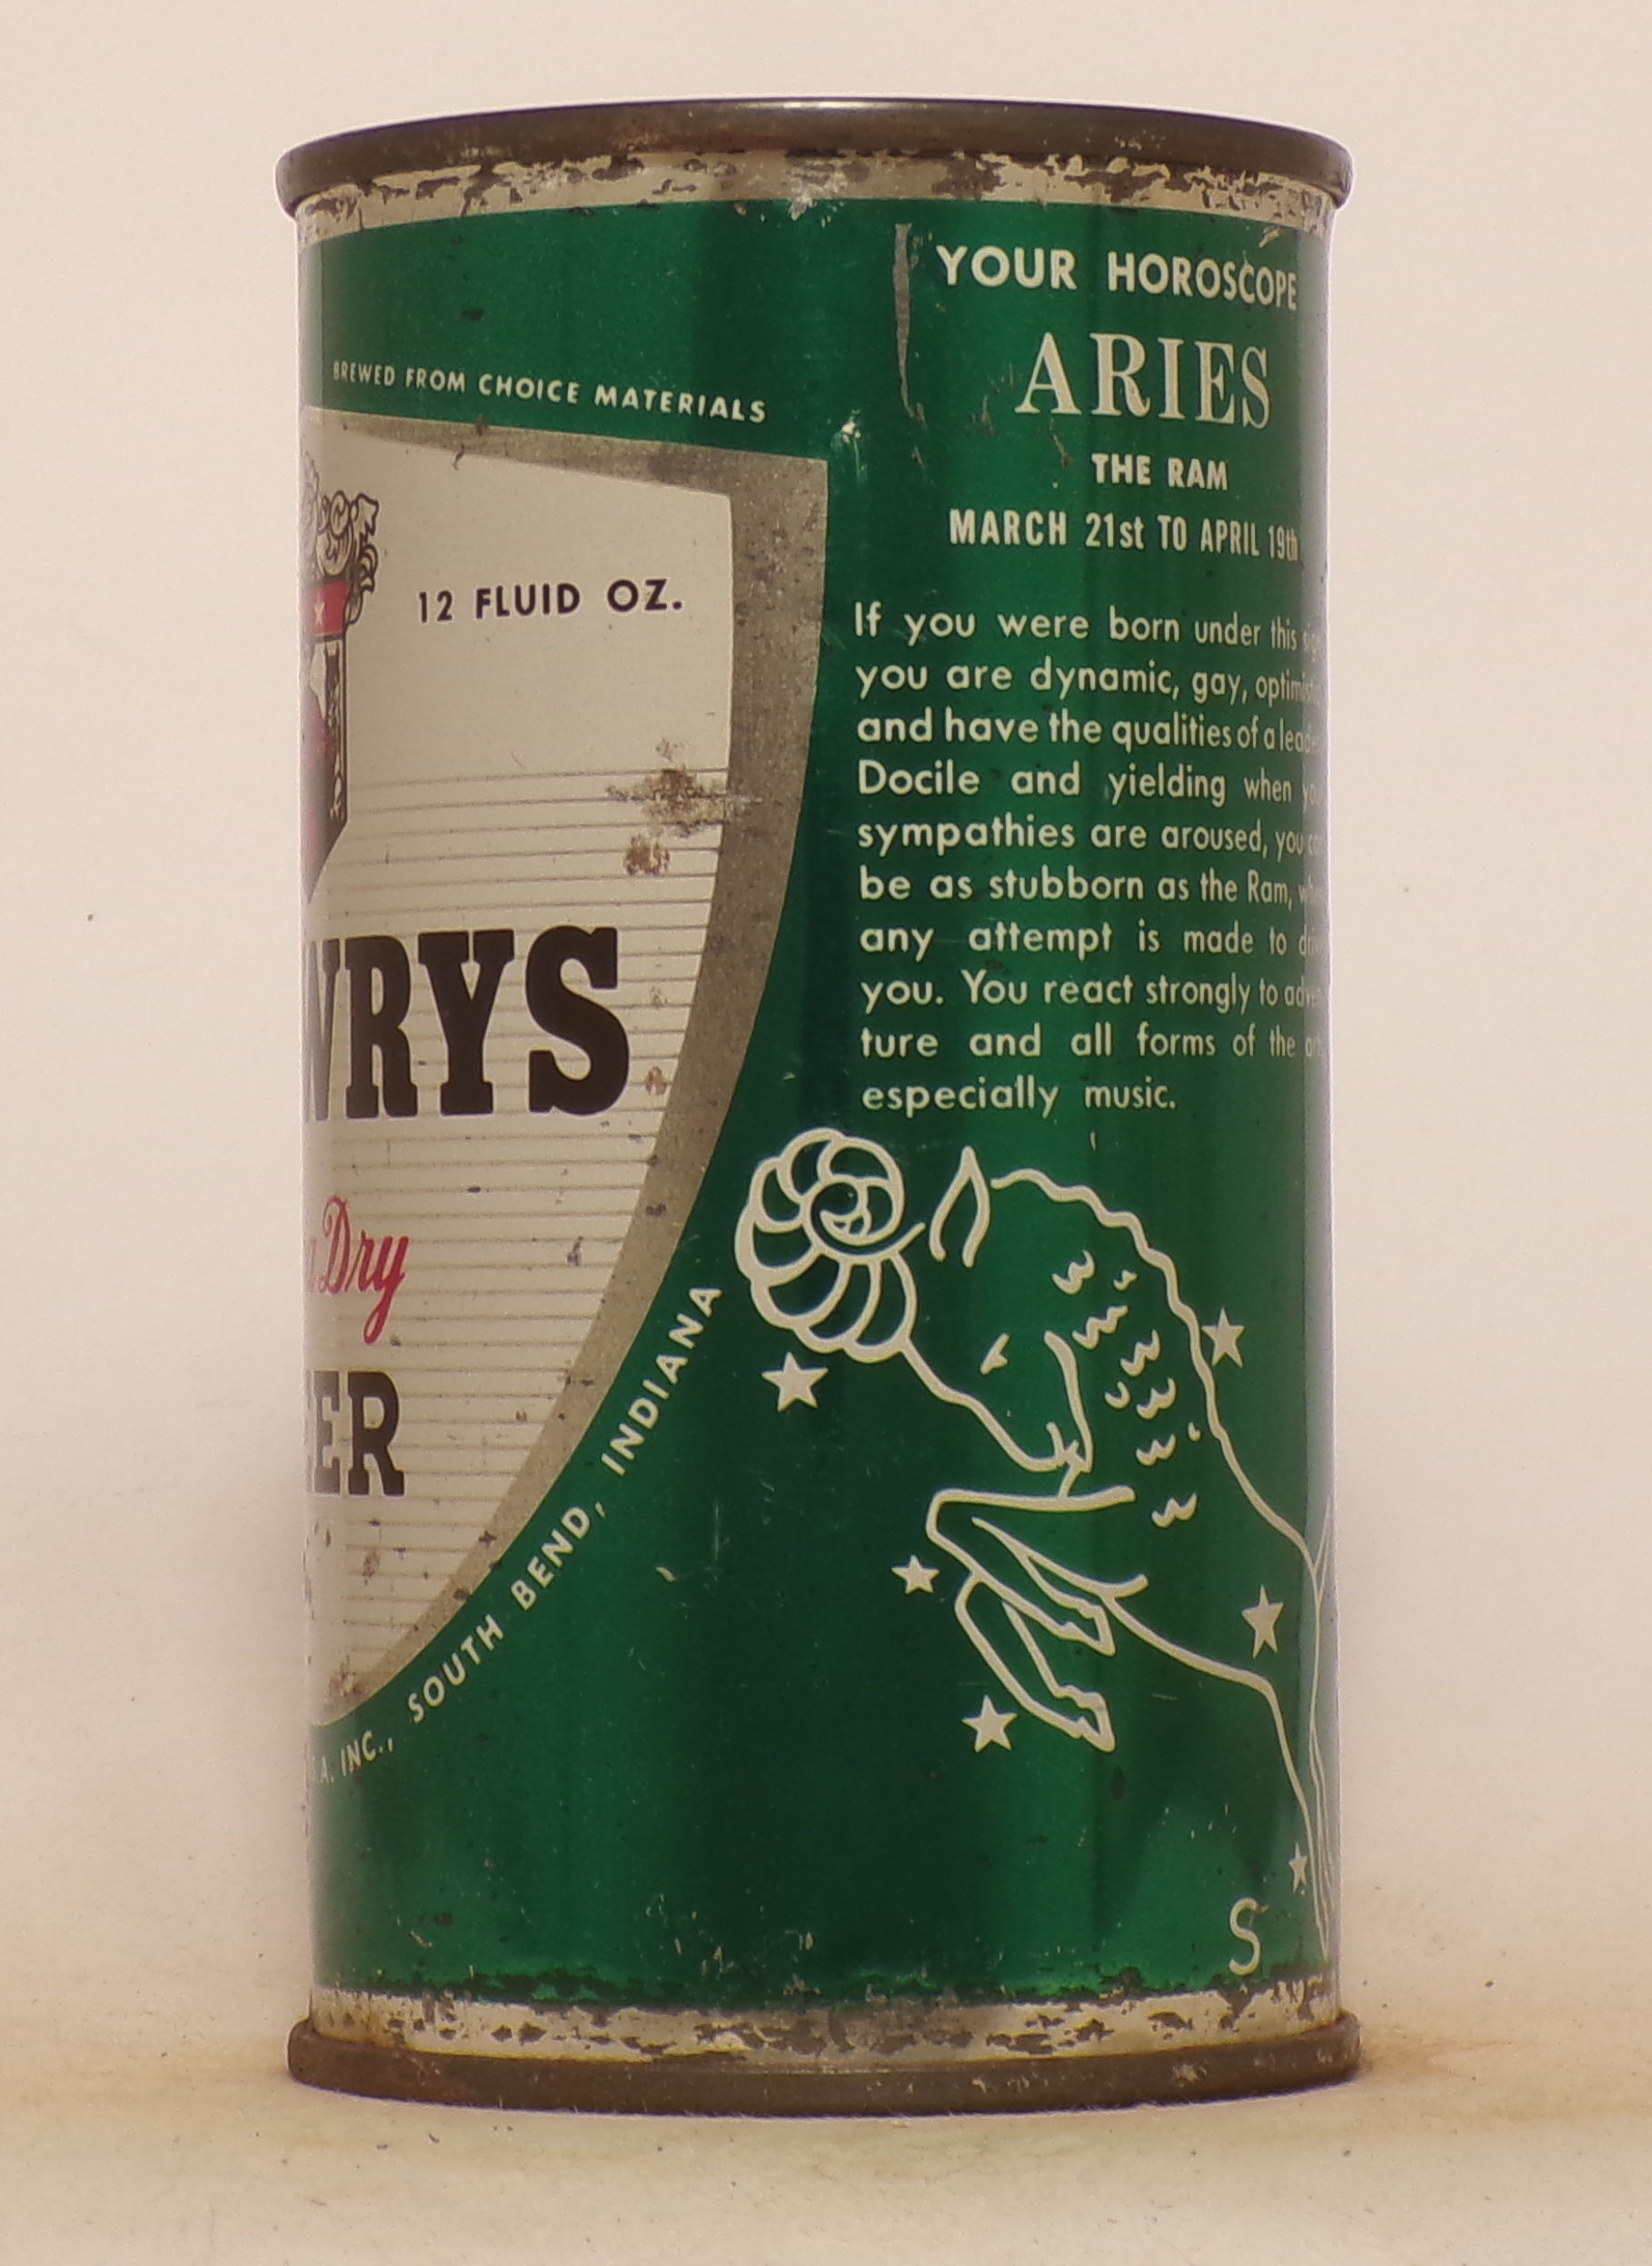 BREWED FROM CHOICE MATERIALS
12 FLUID OZ.
WRYS
Dry
ER
INC., SOUTH BEND, INDIANA
YOUR HOROSCOPE
ARIES
THE RAM
MARCH 21st TO APRIL 19th
If you were born under this
you are dynamic, gay,
and have the qualities of a
Docile and yielding when
sympathies are aroused, you
be as stubborn as the Ram,
any attempt is made to
you. You react strongly to
ture and all forms of the
especially music.
S